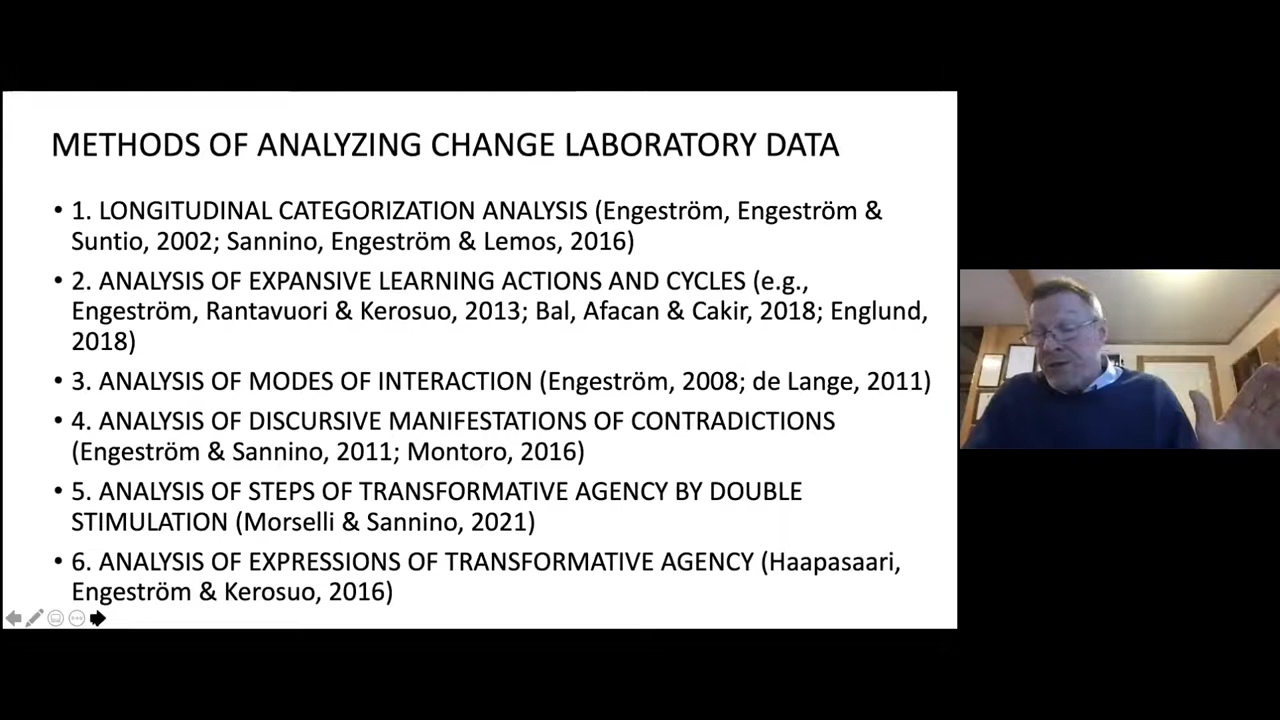 METHODS OF ANALYZING CHANGE LABORATORY DATA
• 1. LONGITUDINAL CATEGORIZATION ANALYSIS (Engeström, Engeström &
Suntio, 2002; Sannino, Engeström & Lemos, 2016)
• 2. ANALYSIS OF EXPANSIVE LEARNING ACTIONS AND CYCLES (e.g.,
Engeström, Rantavuori & Kerosuo, 2013; Bal, Afacan & Cakir, 2018; Englund,
2018)
• 3. ANALYSIS OF MODES OF INTERACTION (Engeström, 2008; de Lange, 2011)
• 4. ANALYSIS OF DISCURSIVE MANIFESTATIONS OF CONTRADICTIONS
(Engeström & Sannino, 2011; Montoro, 2016)
• 5. ANALYSIS OF STEPS OF TRANSFORMATIVE AGENCY BY DOUBLE
STIMULATION (Morselli & Sannino, 2021)
• 6. ANALYSIS OF EXPRESSIONS OF TRANSFORMATIVE AGENCY (Haapasaari,
Engeström & Kerosuo, 2016)